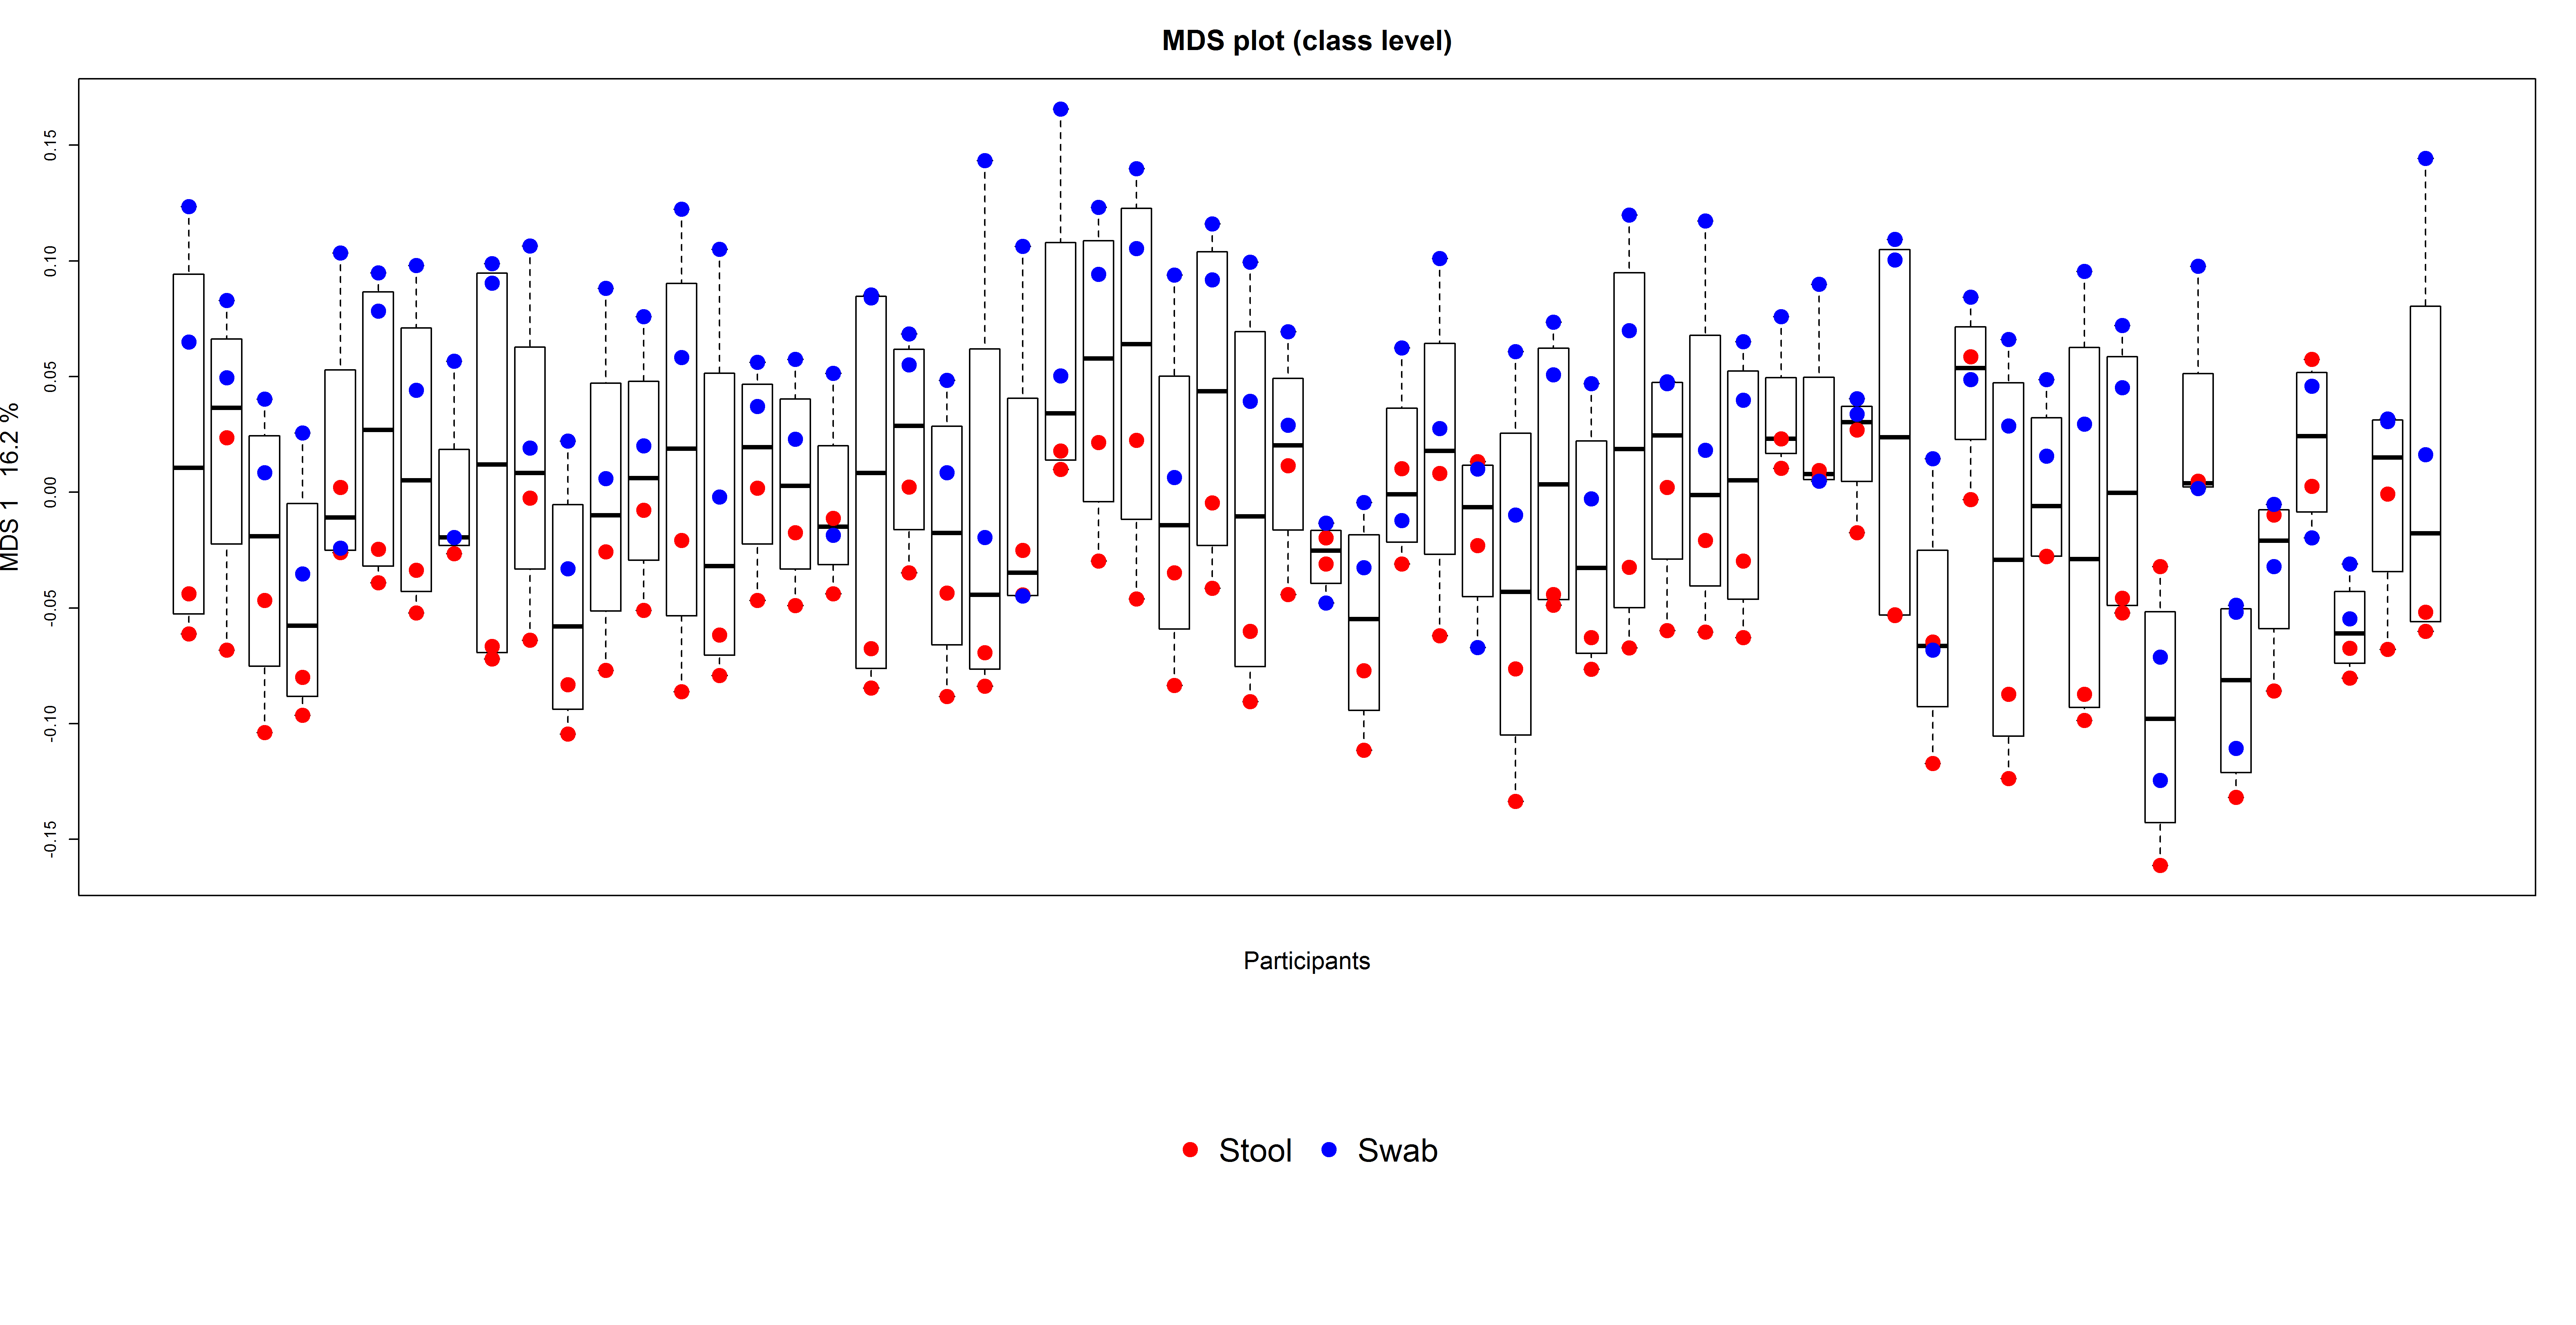 MDS plot (class level)
MDS 1   16.2 %
0.15
0.10
0.05
0.00
-0.05
-0.10
-0.15
Participants
Stool Swab